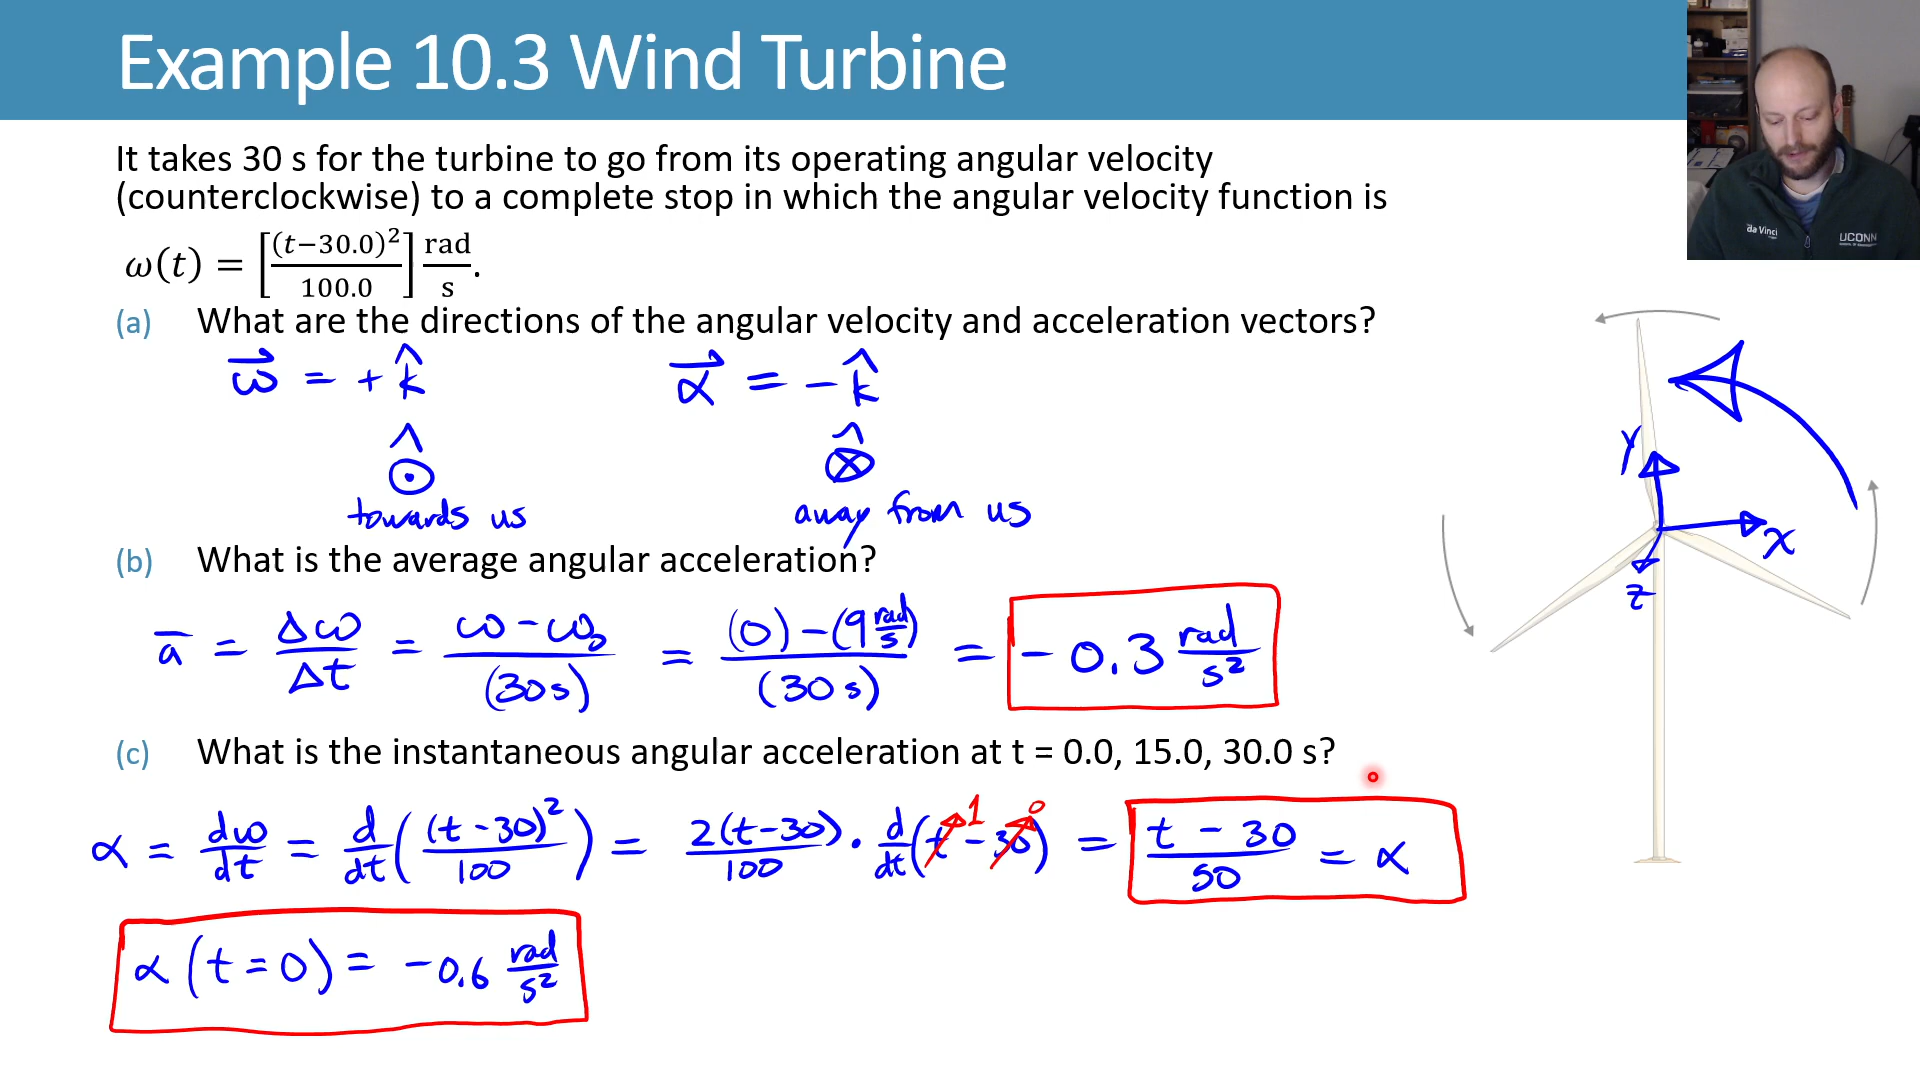 Example 10.3 Wind Turbine
It takes 30 s for the turbine to go from its operating angular velocity
(counterclockwise) to a complete stop in which the angular velocity function is
ω(t) = [(t−30.0)²/100.0] rad/s.
(a) What are the directions of the angular velocity and acceleration vectors?
ω⃗ = + k̂
α⃗ = − k̂
^ ⊙
^ ⊗
towards us
away from us
(b) What is the average angular acceleration?
a̅ = Δω/Δt = ω − ω₀/(30s) = (0) − (9 rad/s)/(30 s) = − 0.3 rad/s²
(c) What is the instantaneous angular acceleration at t = 0.0, 15.0, 30.0 s?
α = dω/dt = d/dt((t − 30)²/100) = 2(t−30)/100 · d/dt(t − 30) = t − 30/50 = α
1 0
α (t = 0) = −0.6 rad/s²
Y
x
z
da Vinci
UCONN